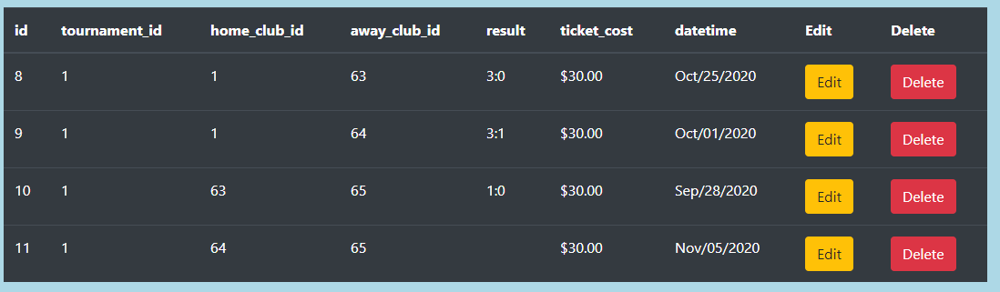 id tournament_id home_club_id away_club_id result ticket_cost datetime Edit Delete
8 1 1 63 3:0 $30.00 Oct/25/2020 Edit Delete
9 1 1 64 3:1 $30.00 Oct/01/2020 Edit Delete
10 1 63 65 1:0 $30.00 Sep/28/2020 Edit Delete
11 1 64 65 $30.00 Nov/05/2020 Edit Delete